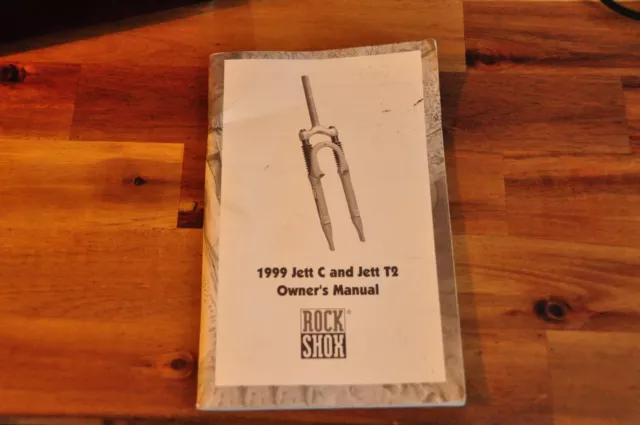 1999 Jett C and Jett T2
Owner's Manual
ROCK
SHOX
®